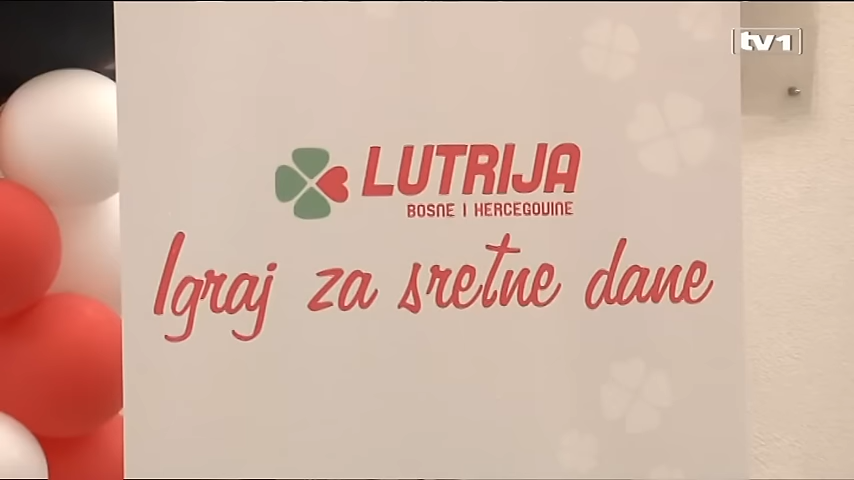 tv1
LUTRIJA
BOSNE I HERCEGOVINE
Igraj za sretne dane